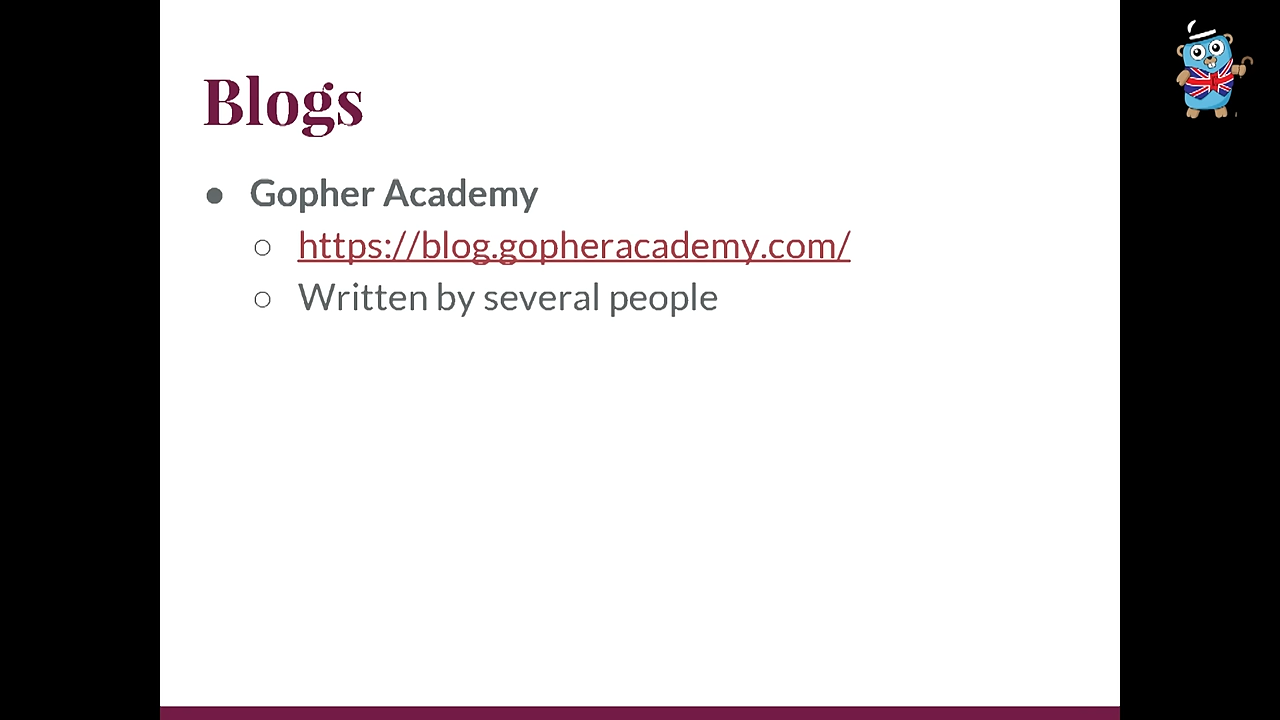 Blogs
● Gopher Academy
○ https://blog.gopheracademy.com/
○ Written by several people